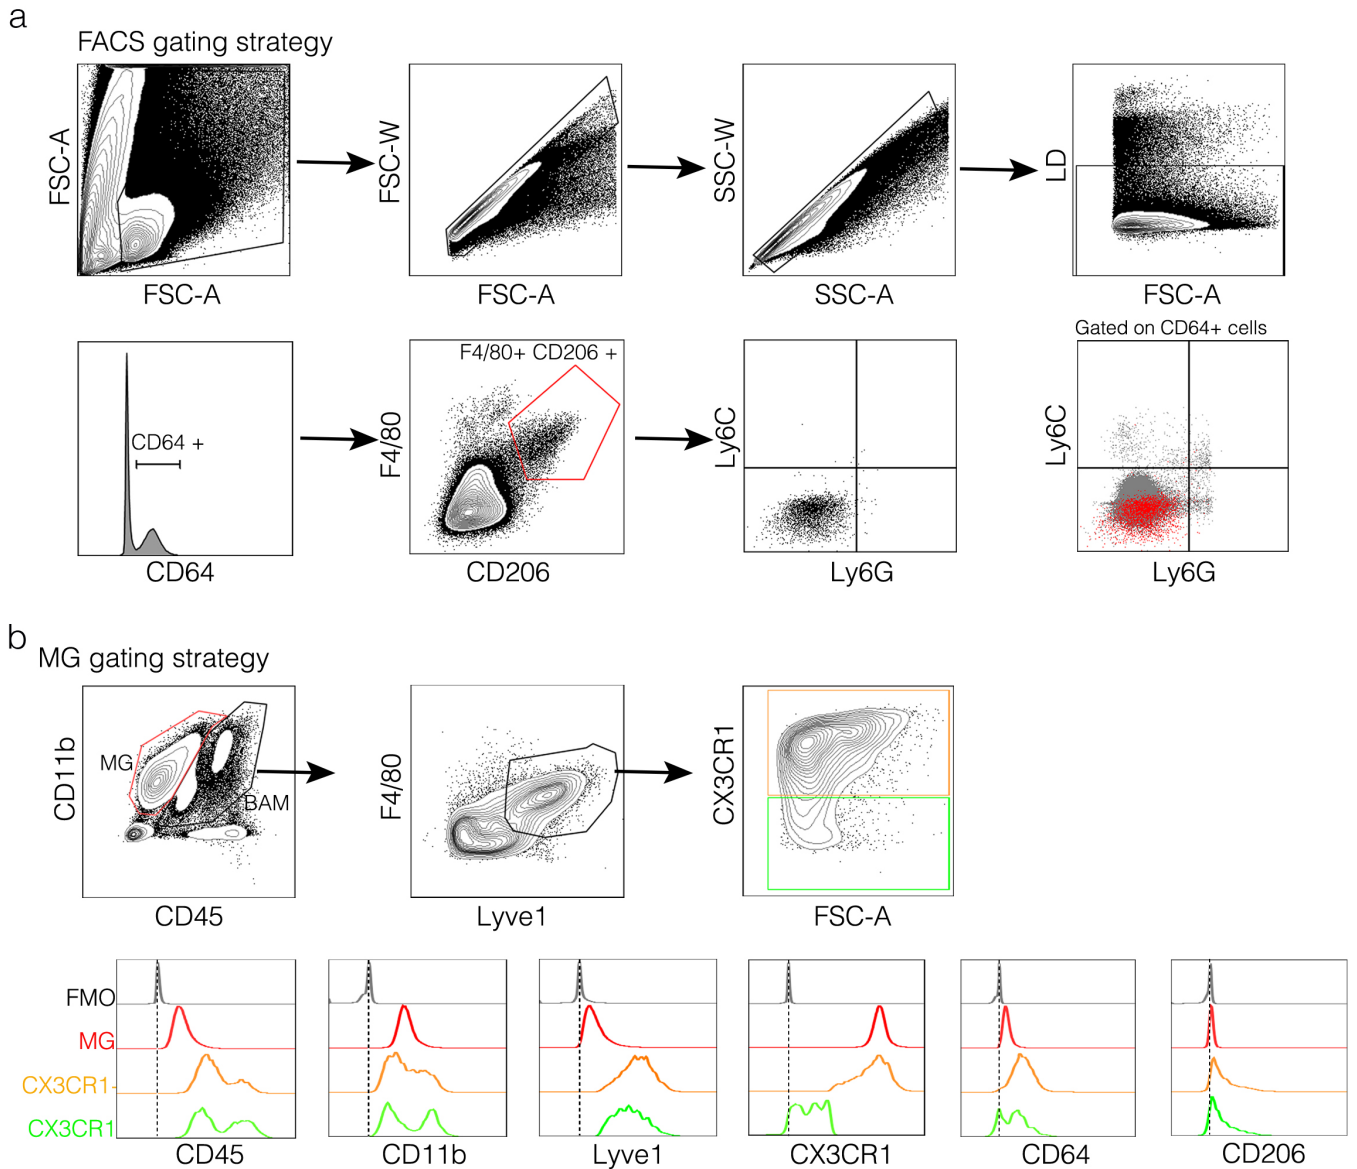 a
FACS gating strategy
FSC-A
FSC-A
FSC-W
FSC-A
SSC-W
SSC-A
LD
FSC-A
CD64 +
CD64
F4/80+ CD206 +
F4/80
CD206
Ly6C
Ly6G
Gated on CD64+ cells
Ly6C
Ly6G
b
MG gating strategy
CD11b
MG
BAM
CD45
F4/80
Lyve1
CX3CR1
FSC-A
FMO
MG
CX3CR1-
CX3CR1
CD45
CD11b
Lyve1
CX3CR1
CD64
CD206